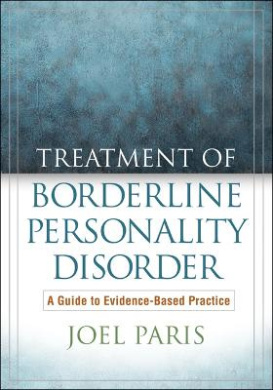 TREATMENT OF
BORDERLINE
PERSONALITY
DISORDER
A Guide to Evidence-Based Practice
JOEL PARIS